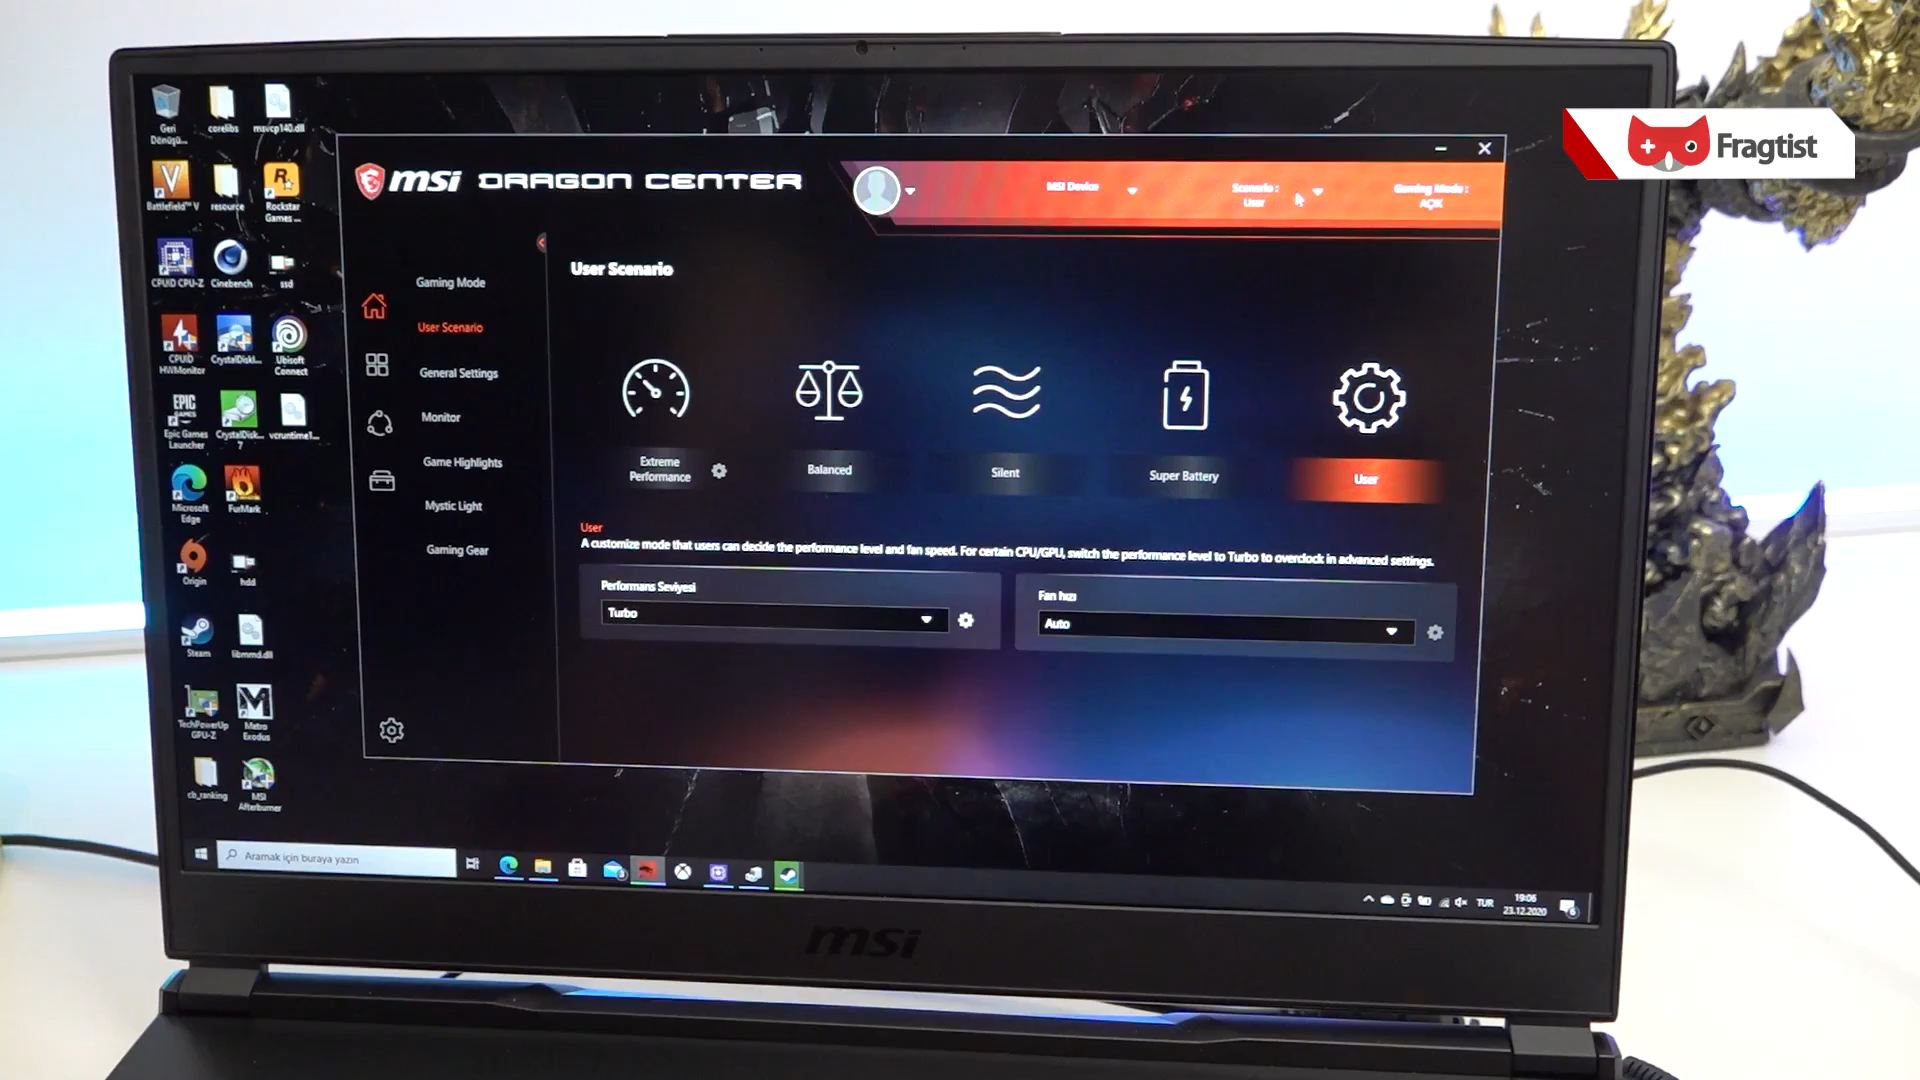 Fragtist
Geri
Dönüşü...
corelibs
msvcp140.dll
Battlefield™ V
resource
Rockstar
Games ...
CPUID CPU-Z
Cinebench
ssd
CPUID
HWMonitor
CrystalDiskI...
Ubisoft
Connect
EPIC
GAMES
Epic Games
Launcher
CrystalDisk...
7
vcruntime1...
Microsoft
Edge
FurMark
Origin
hdd
Steam
libmmd.dll
TechPowerUp
GPU-Z
Metro
Exodus
cb_ranking
MSI
Afterburner
msi DRAGON CENTER
MSI Device
Scenario :
User
Gaming Mode :
AÇIK
Gaming Mode
User Scenario
General Settings
Monitor
Game Highlights
Mystic Light
Gaming Gear
User Scenario
Extreme
Performance
Balanced
Silent
Super Battery
User
User
A customize mode that users can decide the performance level and fan speed. For certain CPU/GPU, switch the performance level to Turbo to overclock in advanced settings.
Performans Seviyesi
Turbo
Fan hızı
Auto
Aramak için buraya yazın
TUR
19:06
23.12.2020
msi